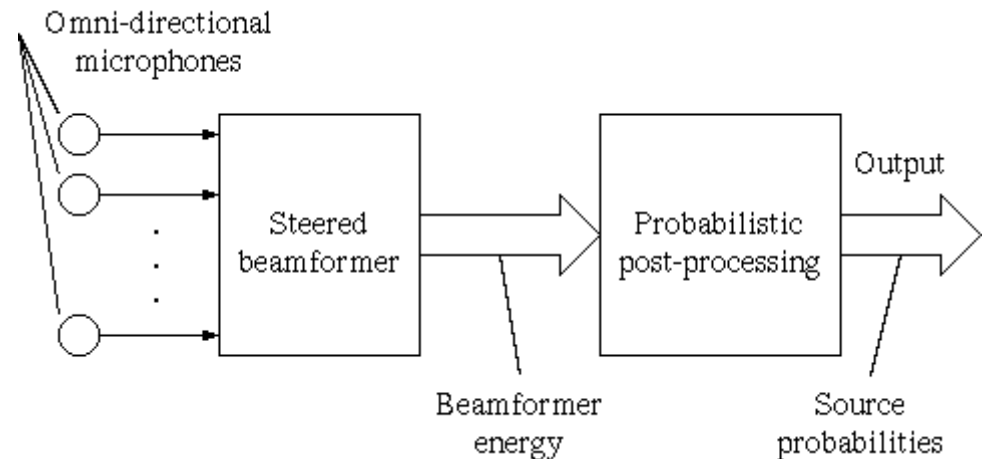 Omni-directional
microphones
Steered
beamformer
Probabilistic
post-processing
Output
Beamformer
energy
Source
probabilities